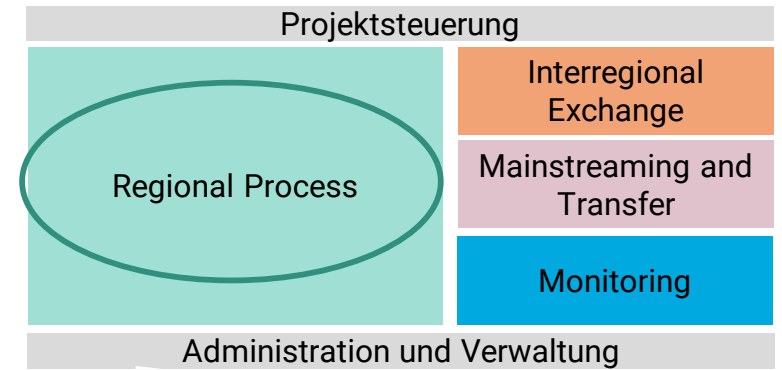 Projektsteuerung
Regional Process
Interregional
Exchange
Mainstreaming and
Transfer
Monitoring
Administration und Verwaltung